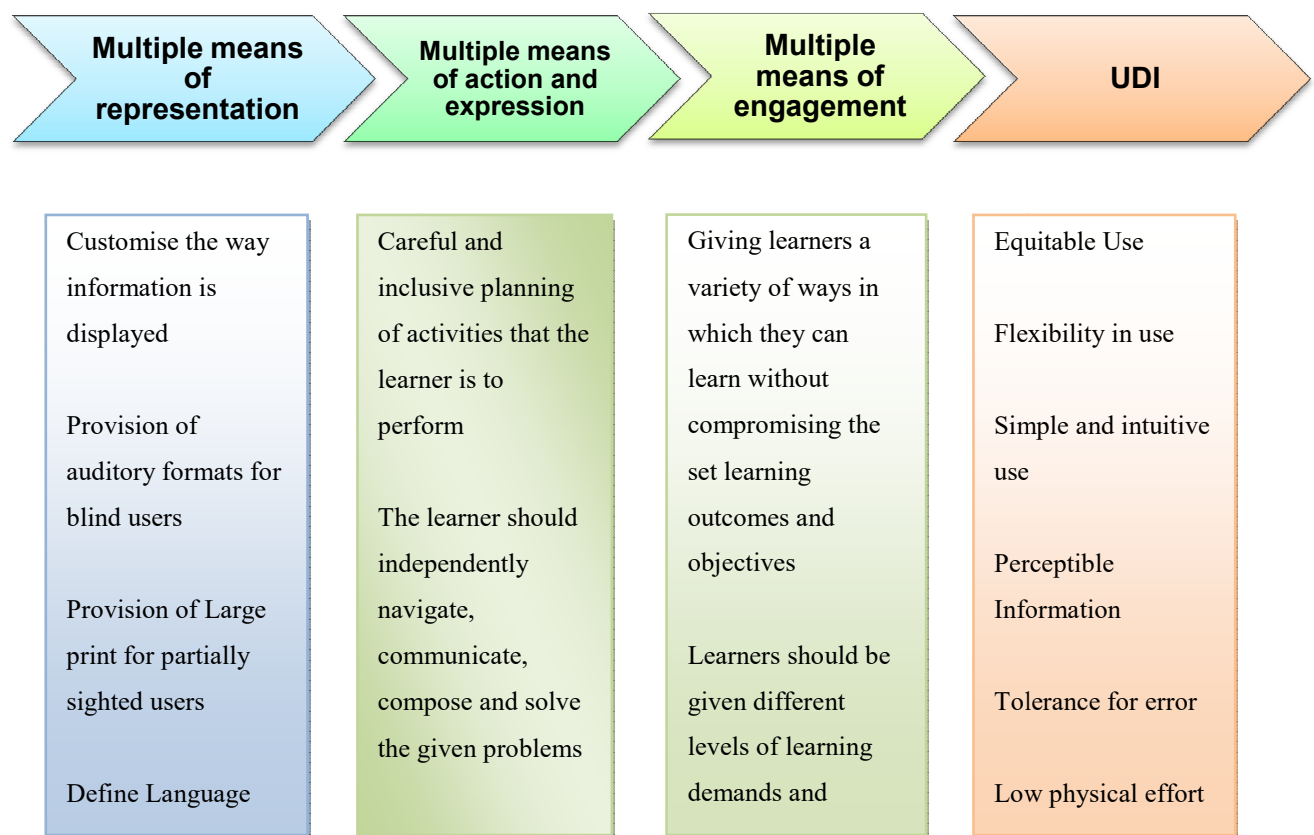 Multiple means
of
representation
Multiple means
of action and
expression
Multiple
means of
engagement
UDI
Customise the way
information is
displayed
Provision of
auditory formats for
blind users
Provision of Large
print for partially
sighted users
Define Language
Careful and
inclusive planning
of activities that the
learner is to
perform
The learner should
independently
navigate,
communicate,
compose and solve
the given problems
Giving learners a
variety of ways in
which they can
learn without
compromising the
set learning
outcomes and
objectives
Learners should be
given different
levels of learning
demands and
Equitable Use
Flexibility in use
Simple and intuitive
use
Perceptible
Information
Tolerance for error
Low physical effort